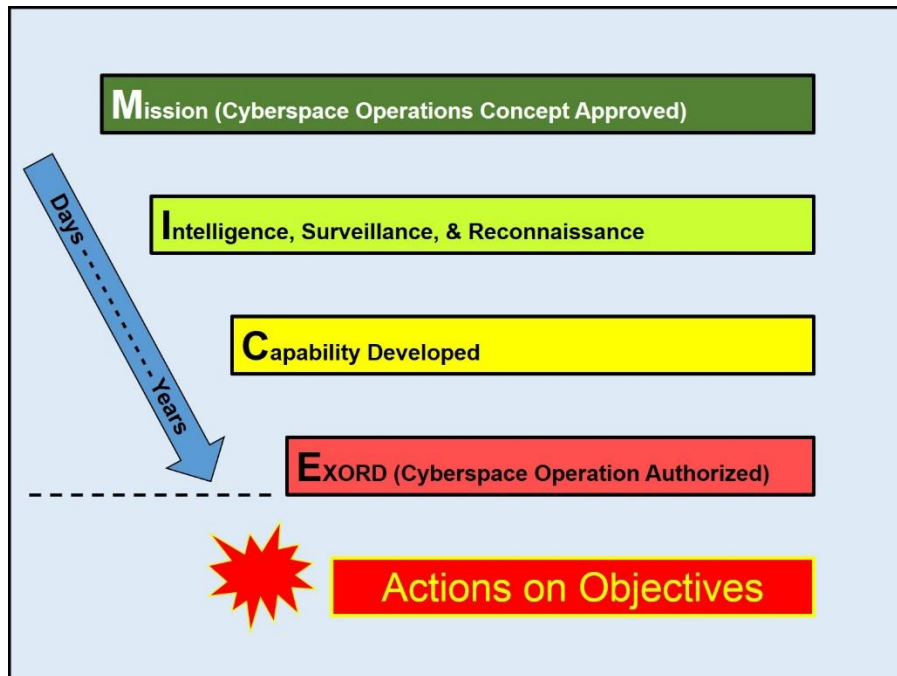 Mission (Cyberspace Operations Concept Approved)
Days - - - - - - - - - Years
Intelligence, Surveillance, & Reconnaissance
Capability Developed
EXORD (Cyberspace Operation Authorized)
Actions on Objectives